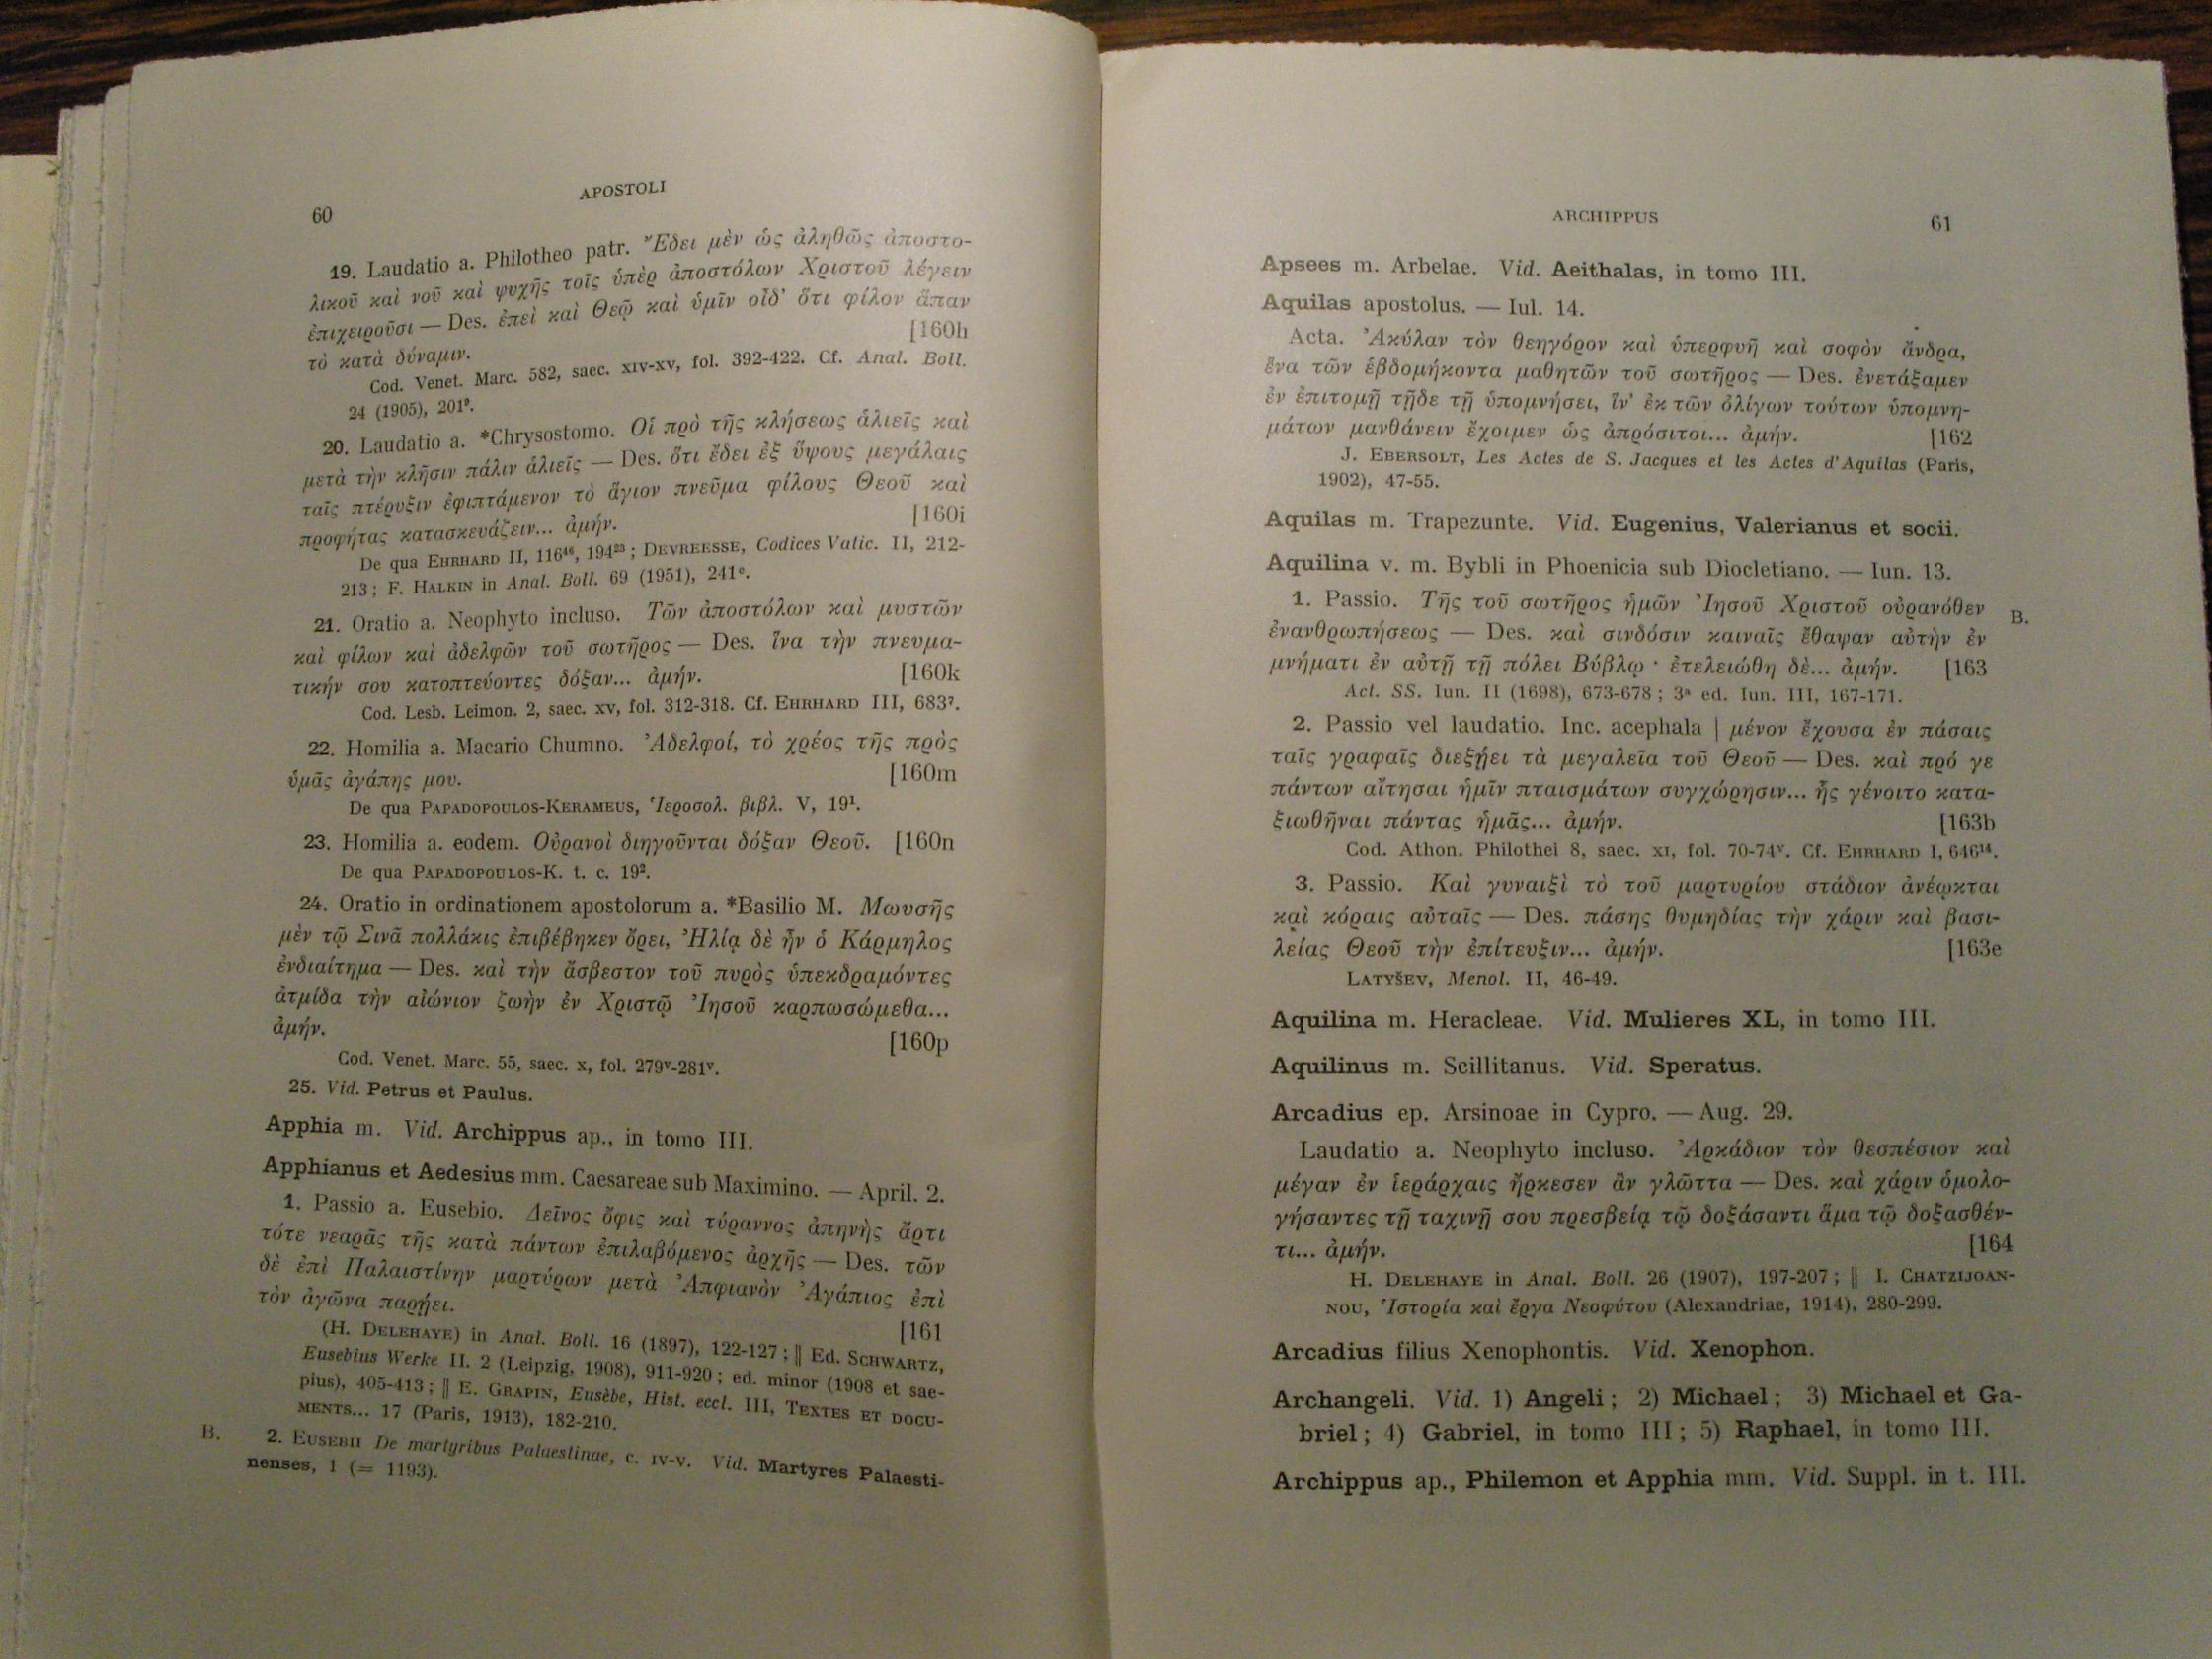 60
APOSTOLI
19. Laudatio a. Philotheo patr. Ἔδει μὲν ὡς ἀληθῶς ἀποστο-
λικοῦ καὶ νοῦ καὶ ψυχῆς τοῖς ὑπὲρ ἀποστόλων Χριστοῦ λέγειν
ἐπιχειροῦσι — Des. ἐπεὶ καὶ Θεῷ καὶ ὑμῖν οἶδ' ὅτι φίλον ἅπαν
τὸ κατὰ δύναμιν. [160h
Cod. Venet. Marc. 582, saec. XIV-XV, fol. 392-422. Cf. Anal. Boll.
24 (1905), 201⁹.
20. Laudatio a. *Chrysostomo. Οἱ πρὸ τῆς κλήσεως ἁλιεῖς καὶ
μετὰ τὴν κλῆσιν πάλιν ἁλιεῖς — Des. ὅτι ἔδει ἐξ ὕψους μεγάλαις
ταῖς πτέρυξιν ἐφιπτάμενον τὸ ἅγιον πνεῦμα φίλους Θεοῦ καὶ
προφήτας κατασκευάζειν... ἀμήν. [160i
De qua EHRHARD II, 116⁴⁶, 194²³ ; DEVREESSE, Codices Vatic. II, 212-
213 ; F. HALKIN in Anal. Boll. 69 (1951), 241ᵉ.
21. Oratio a. Neophyto incluso. Τῶν ἀποστόλων καὶ μυστῶν
καὶ φίλων καὶ ἀδελφῶν τοῦ σωτῆρος — Des. ἵνα τὴν πνευμα-
τικήν σου κατοπτεύοντες δόξαν... ἀμήν. [160k
Cod. Lesb. Leimon. 2, saec. XV, fol. 312-318. Cf. EHRHARD III, 683⁷.
22. Homilia a. Macario Chumno. Ἀδελφοί, τὸ χρέος τῆς πρὸς
ὑμᾶς ἀγάπης μου. [160m
De qua PAPADOPOULOS-KERAMEUS, Ἱεροσολ. βιβλ. V, 19¹.
23. Homilia a. eodem. Οὐρανοὶ διηγοῦνται δόξαν Θεοῦ. [160n
De qua PAPADOPOULOS-K. t. c. 19².
24. Oratio in ordinationem apostolorum a. *Basilio M. Μωυσῆς
μὲν τῷ Σινᾶ πολλάκις ἐπιβέβηκεν ὄρει, Ἠλίᾳ δὲ ἦν ὁ Κάρμηλος
ἐνδιαίτημα — Des. καὶ τὴν ἄσβεστον τοῦ πυρὸς ὑπεκδραμόντες
ἀτμίδα τὴν αἰώνιον ζωὴν ἐν Χριστῷ Ἰησοῦ καρπωσώμεθα...
ἀμήν. [160p
Cod. Venet. Marc. 55, saec. X, fol. 279ᵛ-281ᵛ.
25. Vid. Petrus et Paulus.
Apphia m. Vid. Archippus ap., in tomo III.
Apphianus et Aedesius mm. Caesareae sub Maximino. — April. 2.
1. Passio a. Eusebio. Δεῖνος ὄφις καὶ τύραννος ἀπηνὴς ἄρτι
τότε νεαρᾶς τῆς κατὰ πάντων ἐπιλαβόμενος ἀρχῆς — Des. τῶν
δὲ ἐπὶ Παλαιστίνην μαρτύρων μετὰ Ἀπφιανὸν Ἀγάπιος ἐπὶ
τὸν ἀγῶνα παρῄει. [161
(H. DELEHAYE) in Anal. Boll. 16 (1897), 122-127 ; ‖ Ed. SCHWARTZ,
Eusebius Werke II. 2 (Leipzig, 1908), 911-920 ; ed. minor (1908 et sae-
pius), 405-413 ; ‖ E. GRAPIN, Eusèbe, Hist. eccl. III, TEXTES ET DOCU-
MENTS... 17 (Paris, 1913), 182-210.
B. 2. EUSEBII De martyribus Palaestinae, c. IV-V. Vid. Martyres Palaesti-
nenses, 1 (= 1193).
ARCHIPPUS
61
Apsees m. Arbelae. Vid. Aeithalas, in tomo III.
Aquilas apostolus. — Iul. 14.
Acta. Ἀκύλαν τὸν θεηγόρον καὶ ὑπερφυῆ καὶ σοφὸν ἄνδρα,
ἕνα τῶν ἑβδομήκοντα μαθητῶν τοῦ σωτῆρος — Des. ἐνετάξαμεν
ἐν ἐπιτομῇ τῇδε τῇ ὑπομνήσει, ἵν' ἐκ τῶν ὀλίγων τούτων ὑπομνη-
μάτων μανθάνειν ἔχοιμεν ὡς ἀπρόσιτοι... ἀμήν. [162
J. EBERSOLT, Les Actes de S. Jacques et les Actes d'Aquilas (Paris,
1902), 47-55.
Aquilas m. Trapezunte. Vid. Eugenius, Valerianus et socii.
Aquilina v. m. Bybli in Phoenicia sub Diocletiano. — Iun. 13.
1. Passio. Τῆς τοῦ σωτῆρος ἡμῶν Ἰησοῦ Χριστοῦ οὐρανόθεν B.
ἐνανθρωπήσεως — Des. καὶ σινδόσιν καιναῖς ἔθαψαν αὐτὴν ἐν
μνήματι ἐν αὐτῇ τῇ πόλει Βύβλῳ · ἐτελειώθη δὲ... ἀμήν. [163
Act. SS. Iun. II (1698), 673-678 ; 3ᵃ ed. Iun. III, 167-171.
2. Passio vel laudatio. Inc. acephala | μένον ἔχουσα ἐν πάσαις
ταῖς γραφαῖς διεξῄει τὰ μεγαλεῖα τοῦ Θεοῦ — Des. καὶ πρό γε
πάντων αἴτησαι ἡμῖν πταισμάτων συγχώρησιν... ἧς γένοιτο κατα-
ξιωθῆναι πάντας ἡμᾶς... ἀμήν. [163b
Cod. Athon. Philothei 8, saec. XI, fol. 70-74ᵛ. Cf. EHRHARD I, 646¹⁴.
3. Passio. Καὶ γυναιξὶ τὸ τοῦ μαρτυρίου στάδιον ἀνέῳκται
καὶ κόραις αὐταῖς — Des. πάσης θυμηδίας τὴν χάριν καὶ βασι-
λείας Θεοῦ τὴν ἐπίτευξιν... ἀμήν. [163e
LATYŠEV, Menol. II, 46-49.
Aquilina m. Heracleae. Vid. Mulieres XL, in tomo III.
Aquilinus m. Scillitanus. Vid. Speratus.
Arcadius ep. Arsinoae in Cypro. — Aug. 29.
Laudatio a. Neophyto incluso. Ἀρκάδιον τὸν θεσπέσιον καὶ
μέγαν ἐν ἱεράρχαις ἤρκεσεν ἂν γλῶττα — Des. καὶ χάριν ὁμολο-
γήσαντες τῇ ταχινῇ σου πρεσβείᾳ τῷ δοξάσαντι ἅμα τῷ δοξασθέν-
τι... ἀμήν. [164
H. DELEHAYE in Anal. Boll. 26 (1907), 197-207 ; ‖ I. CHATZIJOAN-
NOU, Ἱστορία καὶ ἔργα Νεοφύτου (Alexandriae, 1914), 280-299.
Arcadius filius Xenophontis. Vid. Xenophon.
Archangeli. Vid. 1) Angeli ; 2) Michael ; 3) Michael et Ga-
briel ; 4) Gabriel, in tomo III ; 5) Raphael, in tomo III.
Archippus ap., Philemon et Apphia mm. Vid. Suppl. in t. III.